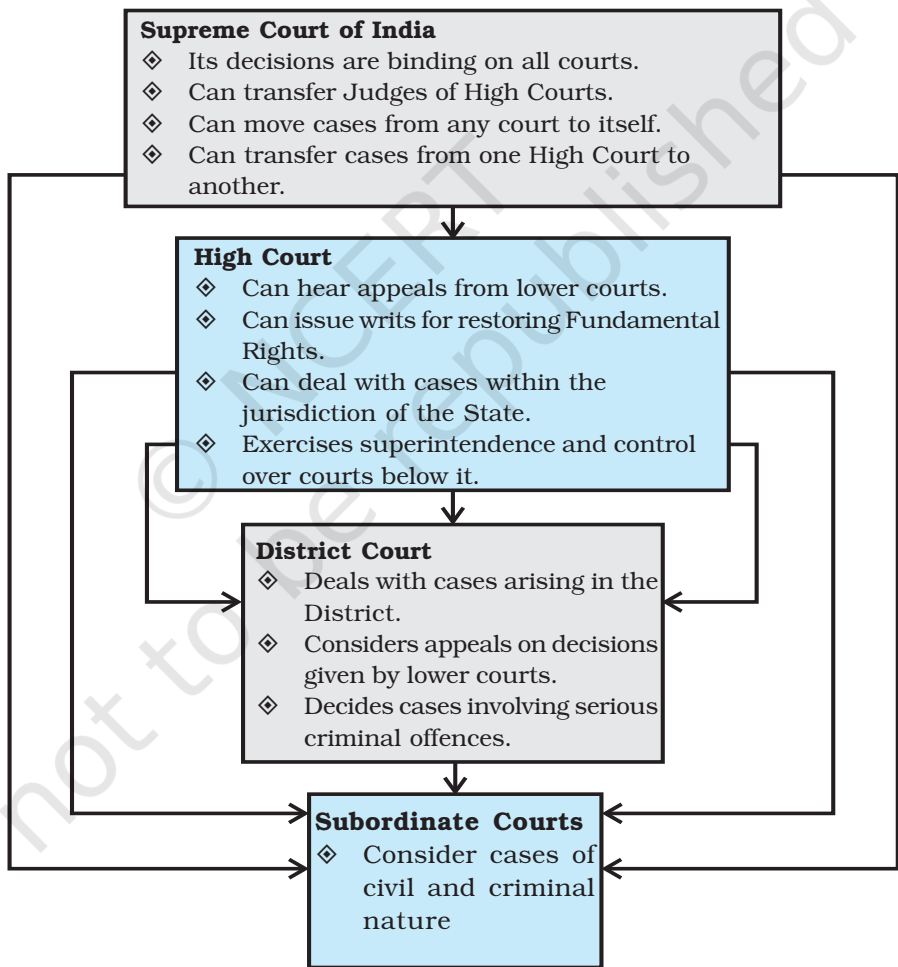 Supreme Court of India
◈ Its decisions are binding on all courts.
◈ Can transfer Judges of High Courts.
◈ Can move cases from any court to itself.
◈ Can transfer cases from one High Court to
another.
High Court
◈ Can hear appeals from lower courts.
◈ Can issue writs for restoring Fundamental
Rights.
◈ Can deal with cases within the
jurisdiction of the State.
◈ Exercises superintendence and control
over courts below it.
District Court
◈ Deals with cases arising in the
District.
◈ Considers appeals on decisions
given by lower courts.
◈ Decides cases involving serious
criminal offences.
Subordinate Courts
◈ Consider cases of
civil and criminal
nature
© NCERT
not to be republished